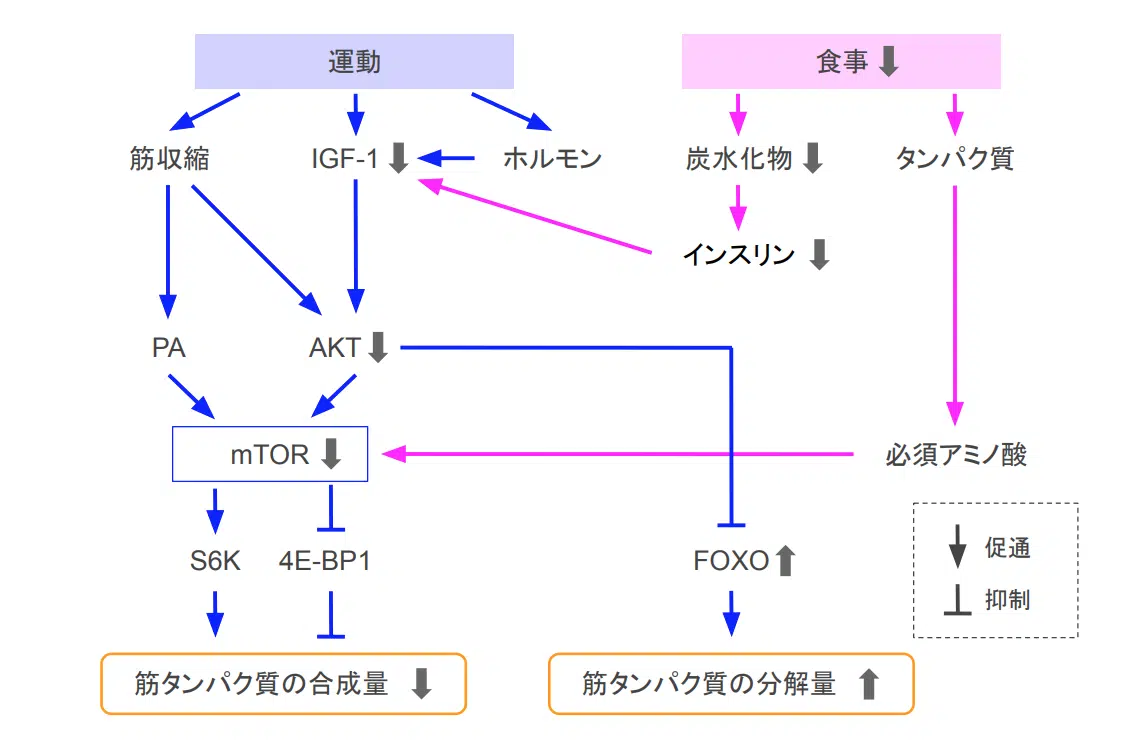 運動
食事
筋収縮
IGF-1
ホルモン
炭水化物
タンパク質
インスリン
PA
AKT
mTOR
必須アミノ酸
S6K
4E-BP1
FOXO
促通
抑制
筋タンパク質の合成量
筋タンパク質の分解量